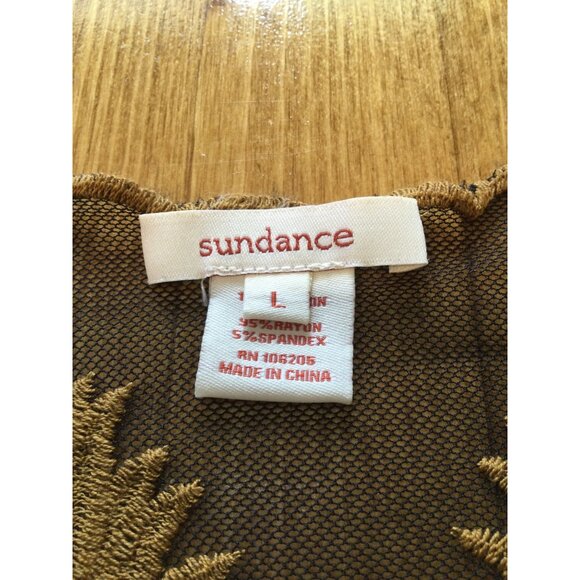 sundance
L
95%RAYON
5%SPANDEX
RN 106205
MADE IN CHINA